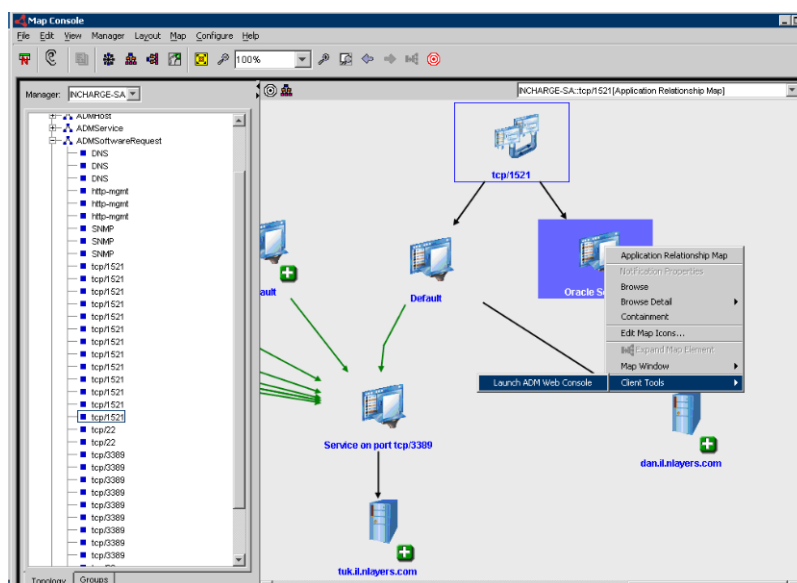 Map Console
File Edit View Manager Layout Map Configure Help
100%
Manager: INCHARGE-SA
INCHARGE-SA::tcp/1521[Application Relationship Map]
ADMHost
ADMService
ADMSoftwareRequest
DNS
DNS
DNS
http-mgmt
http-mgmt
http-mgmt
SNMP
SNMP
SNMP
tcp/1521
tcp/1521
tcp/1521
tcp/1521
tcp/1521
tcp/1521
tcp/1521
tcp/1521
tcp/1521
tcp/1521
tcp/1521
tcp/1521
tcp/1521
tcp/22
tcp/22
tcp/3389
tcp/3389
tcp/3389
tcp/3389
tcp/3389
tcp/3389
tcp/3389
tcp/3389
tcp/3389
Topology Groups
tcp/1521
ault
Default
Oracle Se
Application Relationship Map
Notification Properties
Browse
Browse Detail
Containment
Edit Map Icons...
Expand Map Element
Map Window
Client Tools
Launch ADM Web Console
Service on port tcp/3389
dan.il.nlayers.com
tuk.il.nlayers.com